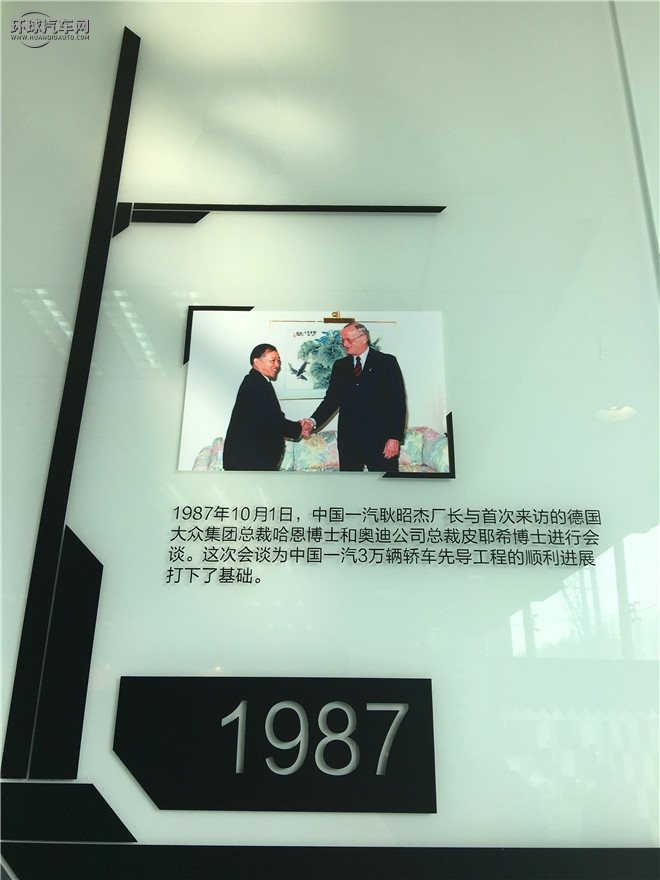 环球汽车网
WWW.HUANQIUAUTO.COM
1987年10月1日，中国一汽耿昭杰厂长与首次来访的德国
大众集团总裁哈恩博士和奥迪公司总裁皮耶希博士进行会
谈。这次会谈为中国一汽3万辆轿车先导工程的顺利进展
打下了基础。
1987